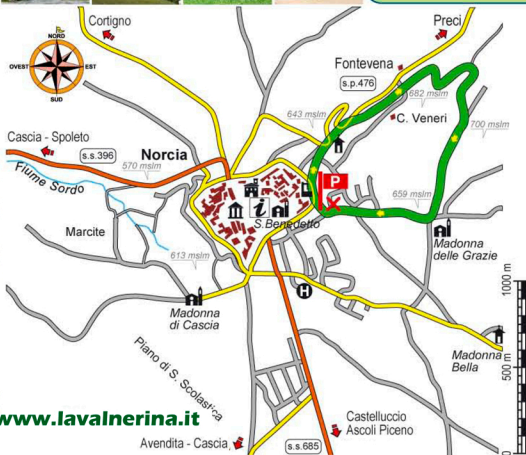 Cortigno
Preci
NORD
OVEST
EST
SUD
Fontevena
s.p.476
682 mslm
643 mslm
C. Veneri
700 mslm
Cascia - Spoleto
s.s.396
570 mslm
Norcia
Fiume Sordo
P
659 mslm
i
S.Benedetto
Marcite
Madonna
delle Grazie
613 mslm
H
Madonna
di Cascia
1000 m
500 m
0
Madonna
Bella
Piano di S. Scolastica
www.lavalnerina.it
Castelluccio
Ascoli Piceno
Avendita - Cascia
s.s.685